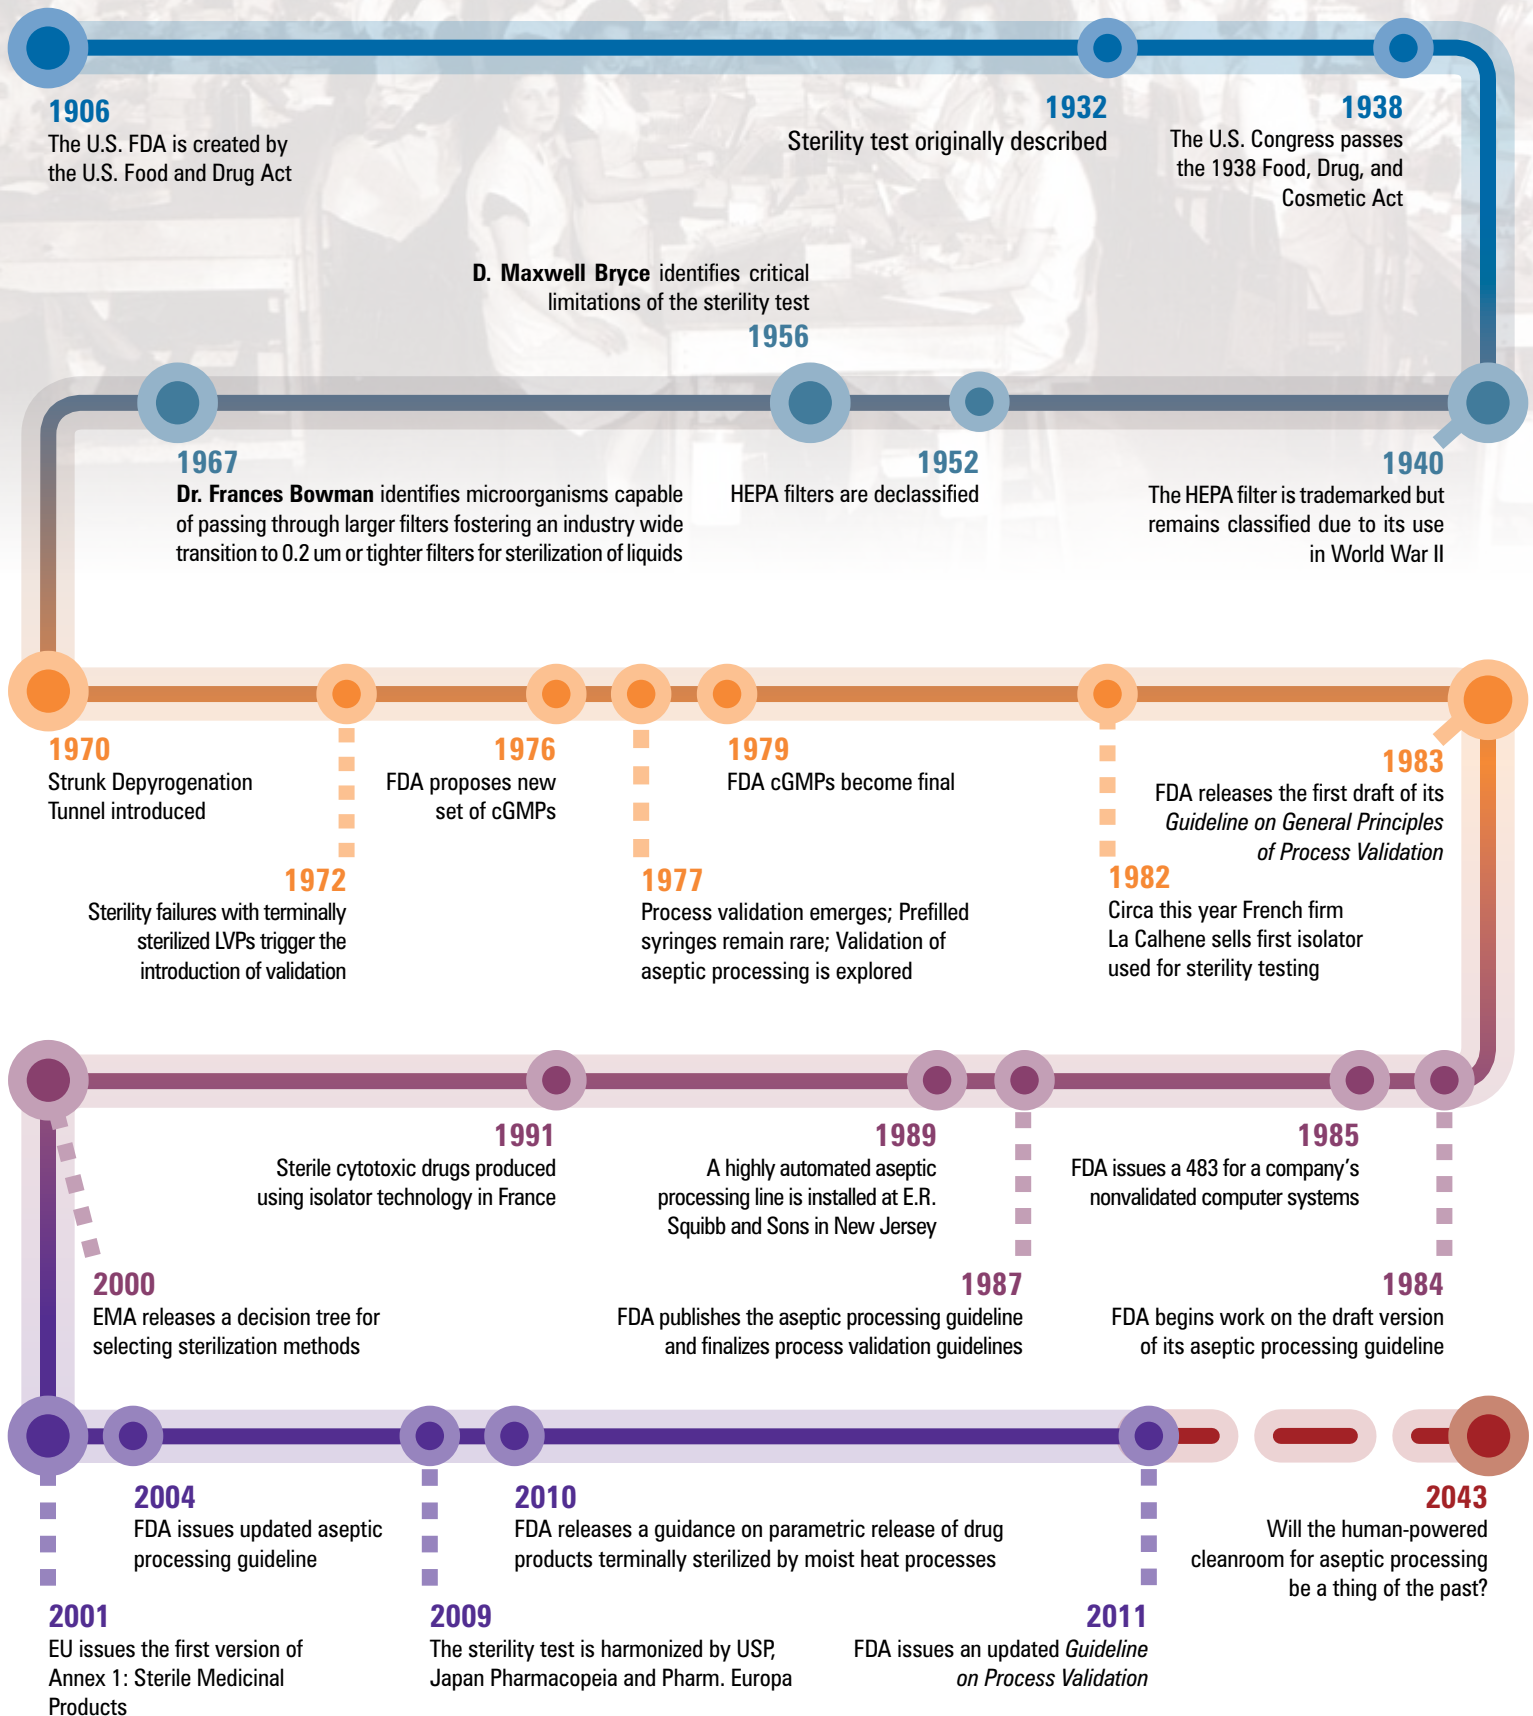 1906
The U.S. FDA is created by
the U.S. Food and Drug Act
1932
Sterility test originally described
1938
The U.S. Congress passes
the 1938 Food, Drug, and
Cosmetic Act
1940
The HEPA filter is trademarked but
remains classified due to its use
in World War II
1952
HEPA filters are declassified
D. Maxwell Bryce identifies critical
limitations of the sterility test
1956
1967
Dr. Frances Bowman identifies microorganisms capable
of passing through larger filters fostering an industry wide
transition to 0.2 um or tighter filters for sterilization of liquids
1970
Strunk Depyrogenation
Tunnel introduced
1972
Sterility failures with terminally
sterilized LVPs trigger the
introduction of validation
1976
FDA proposes new
set of cGMPs
1977
Process validation emerges; Prefilled
syringes remain rare; Validation of
aseptic processing is explored
1979
FDA cGMPs become final
1982
Circa this year French firm
La Calhene sells first isolator
used for sterility testing
1983
FDA releases the first draft of its
Guideline on General Principles
of Process Validation
1984
FDA begins work on the draft version
of its aseptic processing guideline
1985
FDA issues a 483 for a company's
nonvalidated computer systems
1987
FDA publishes the aseptic processing guideline
and finalizes process validation guidelines
1989
A highly automated aseptic
processing line is installed at E.R.
Squibb and Sons in New Jersey
1991
Sterile cytotoxic drugs produced
using isolator technology in France
2000
EMA releases a decision tree for
selecting sterilization methods
2001
EU issues the first version of
Annex 1: Sterile Medicinal
Products
2004
FDA issues updated aseptic
processing guideline
2009
The sterility test is harmonized by USP,
Japan Pharmacopeia and Pharm. Europa
2010
FDA releases a guidance on parametric release of drug
products terminally sterilized by moist heat processes
2011
FDA issues an updated Guideline
on Process Validation
2043
Will the human-powered
cleanroom for aseptic processing
be a thing of the past?